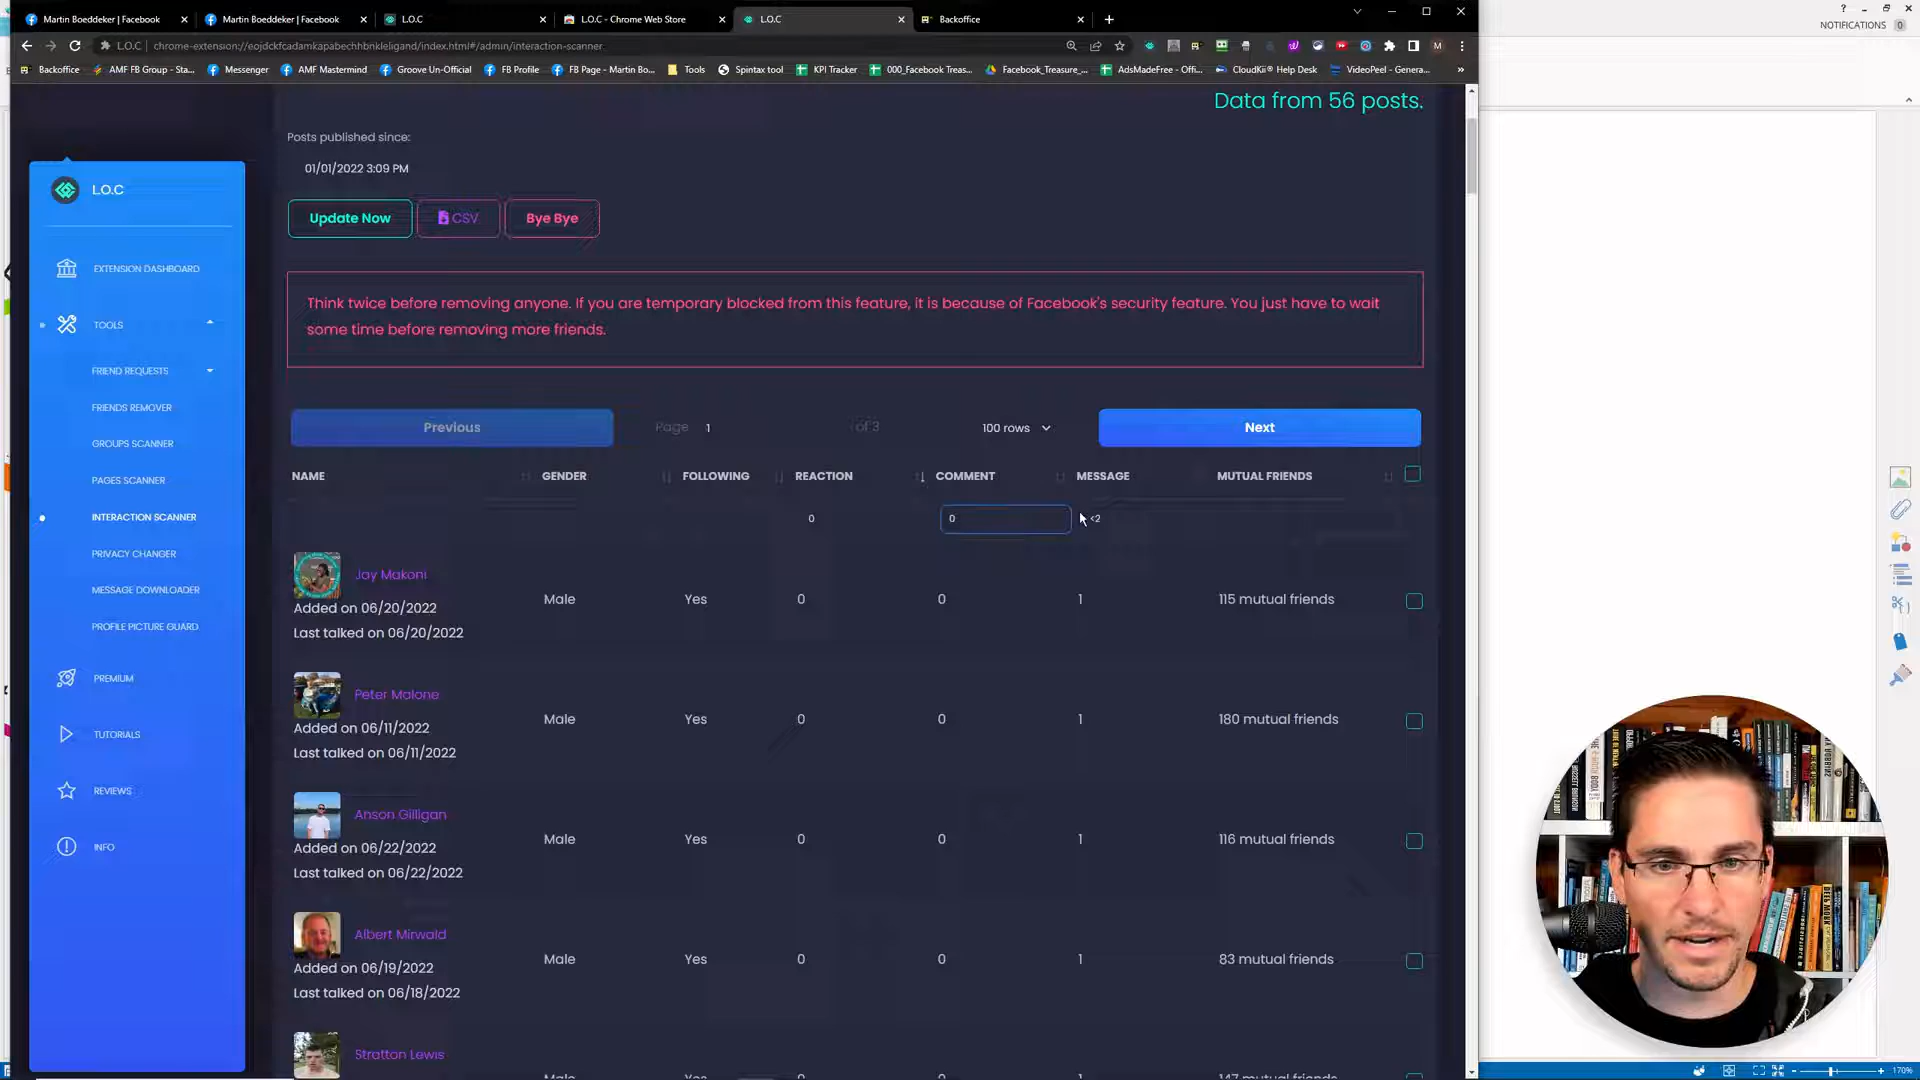 Martin Boeddeker | Facebook
Martin Boeddeker | Facebook
L.O.C
L.O.C - Chrome Web Store
L.O.C
Backoffice
NOTIFICATIONS 0
L.O.C | chrome-extension://eojdckfcadamkapabechhbnkleligand/index.html#/admin/interaction-scanner
M
Backoffice
AMF FB Group - Sta...
Messenger
AMF Mastermind
Groove Un-Official
FB Profile
FB Page - Martin Bo...
Tools
Spintax tool
KPI Tracker
000_Facebook Treas...
Facebook_Treasure_...
AdsMadeFree - Offi...
CloudKii® Help Desk
VideoPeel - Genera...
»
Data from 56 posts.
Posts published since:
01/01/2022 3:09 PM
Update Now
CSV
Bye Bye
Think twice before removing anyone. If you are temporary blocked from this feature, it is because of Facebook's security feature. You just have to wait
some time before removing more friends.
L.O.C
EXTENSION DASHBOARD
TOOLS
FRIEND REQUESTS
FRIENDS REMOVER
GROUPS SCANNER
PAGES SCANNER
INTERACTION SCANNER
PRIVACY CHANGER
MESSAGE DOWNLOADER
PROFILE PICTURE GUARD
PREMIUM
TUTORIALS
REVIEWS
INFO
Previous
Page 1 of 3
100 rows
Next
NAME GENDER FOLLOWING REACTION COMMENT MESSAGE MUTUAL FRIENDS
0 0 <2
Jay Makoni
Added on 06/20/2022
Last talked on 06/20/2022
Male Yes 0 0 1 115 mutual friends
Peter Malone
Added on 06/11/2022
Last talked on 06/11/2022
Male Yes 0 0 1 180 mutual friends
Anson Gilligan
Added on 06/22/2022
Last talked on 06/22/2022
Male Yes 0 0 1 116 mutual friends
Albert Mirwald
Added on 06/19/2022
Last talked on 06/18/2022
Male Yes 0 0 1 83 mutual friends
Stratton Lewis
147 mutual friends
170%